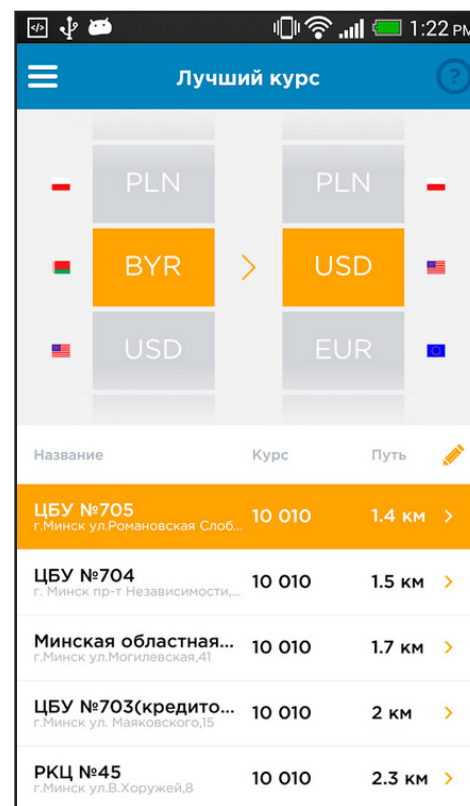 1:22 PM
Лучший курс
?
PLN PLN
BYR > USD
USD EUR
Название Курс Путь
ЦБУ №705
г.Минск ул.Романовская Слоб...
10 010 1.4 км >
ЦБУ №704
г. Минск пр-т Независимости,...
10 010 1.5 км >
Минская областная...
г.Минск ул.Могилевская,41
10 010 1.7 км >
ЦБУ №703(кредито...
г.Минск ул. Маяковского,15
10 010 2 км >
РКЦ №45
г.Минск ул.В.Хоружей,8
10 010 2.3 км >